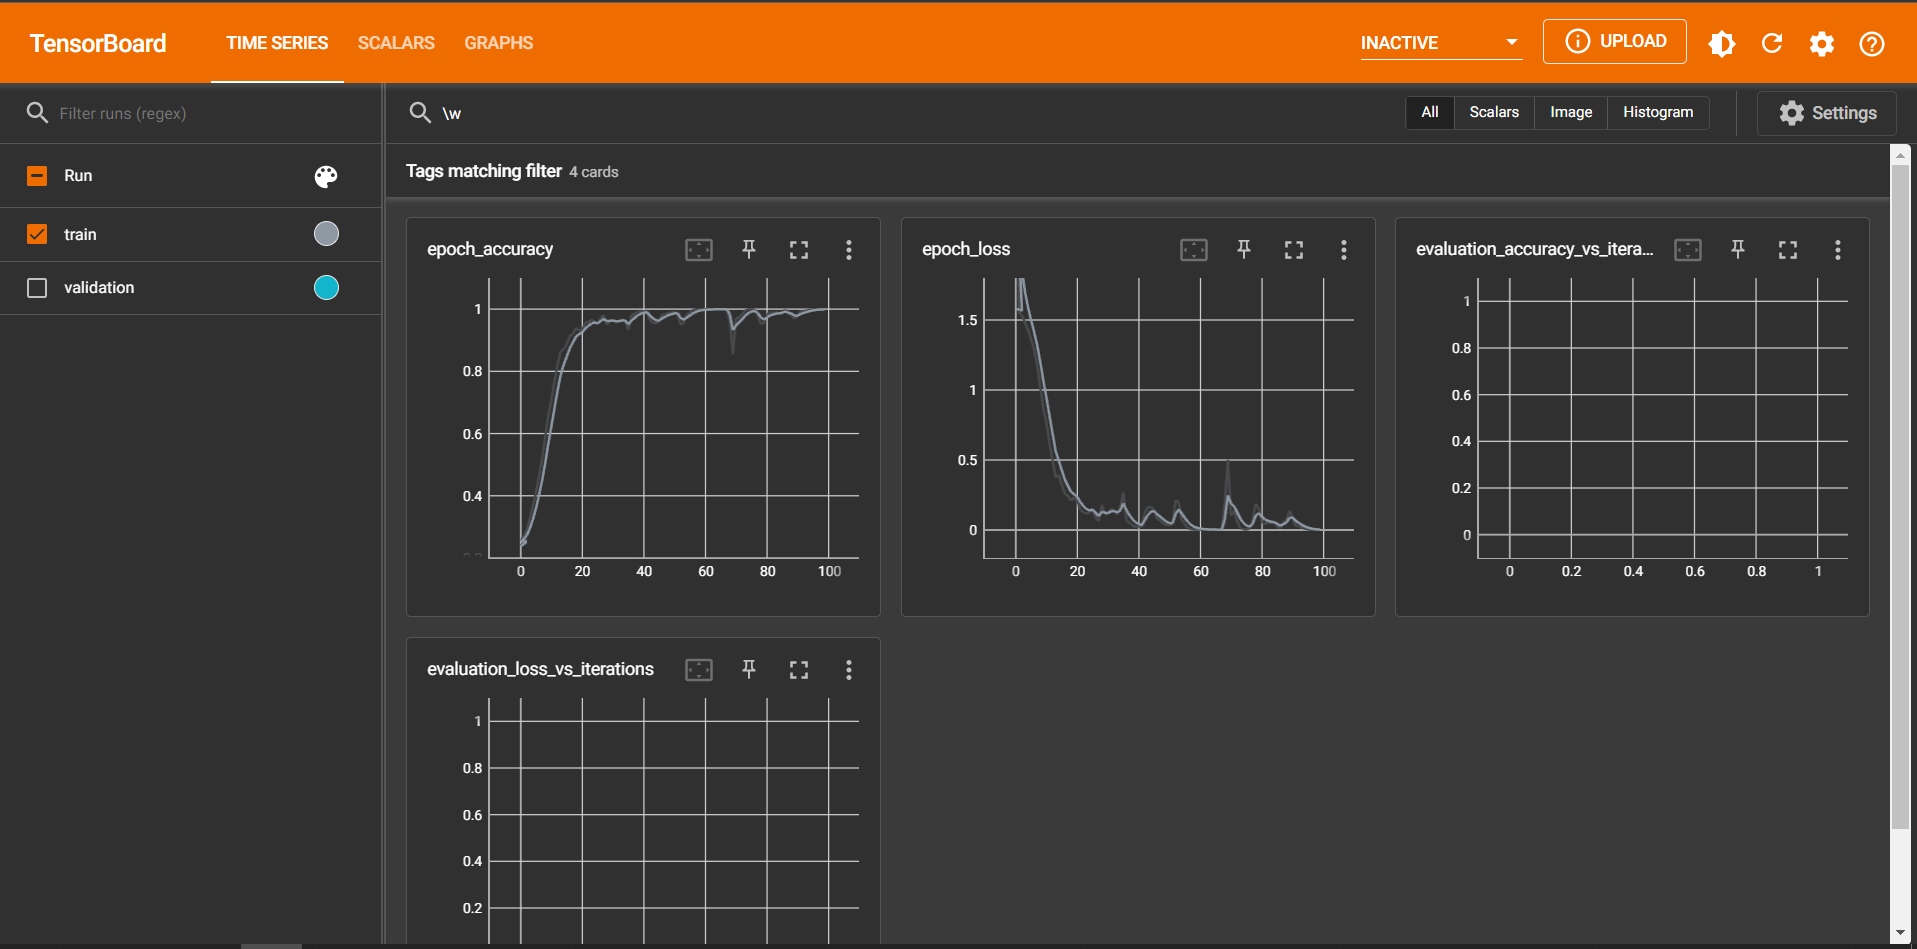 TensorBoard TIME SERIES SCALARS GRAPHS INACTIVE UPLOAD
Filter runs (regex)
\w
All Scalars Image Histogram Settings
Run
train
validation
Tags matching filter 4 cards
epoch_accuracy
1
0.8
0.6
0.4
0 20 40 60 80 100
epoch_loss
1.5
1
0.5
0
0 20 40 60 80 100
evaluation_accuracy_vs_itera...
1
0.8
0.6
0.4
0.2
0
0 0.2 0.4 0.6 0.8 1
evaluation_loss_vs_iterations
1
0.8
0.6
0.4
0.2